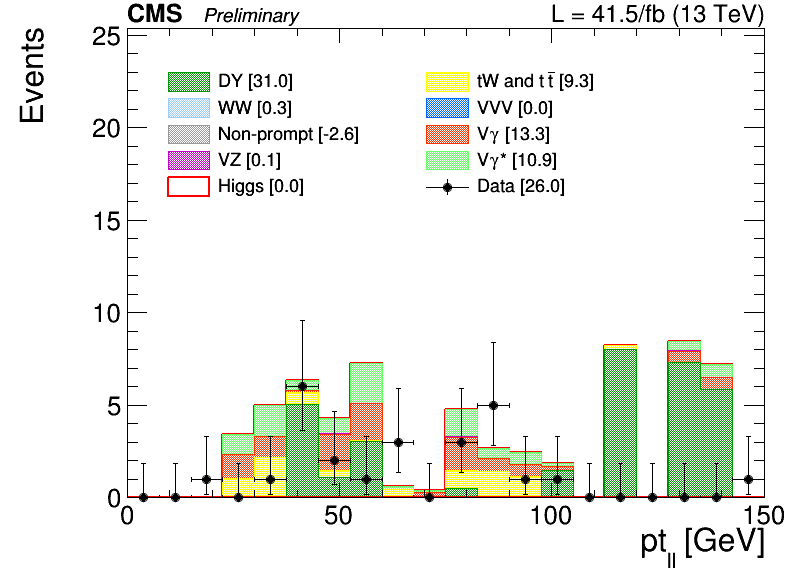 CMS Preliminary L = 41.5/fb (13 TeV)
Events
25
20
15
10
5
0
DY [31.0]
WW [0.3]
Non-prompt [-2.6]
VZ [0.1]
Higgs [0.0]
tW and tt̄ [9.3]
VVV [0.0]
Vγ [13.3]
Vγ* [10.9]
Data [26.0]
0 50 100 150
pt_ll [GeV]